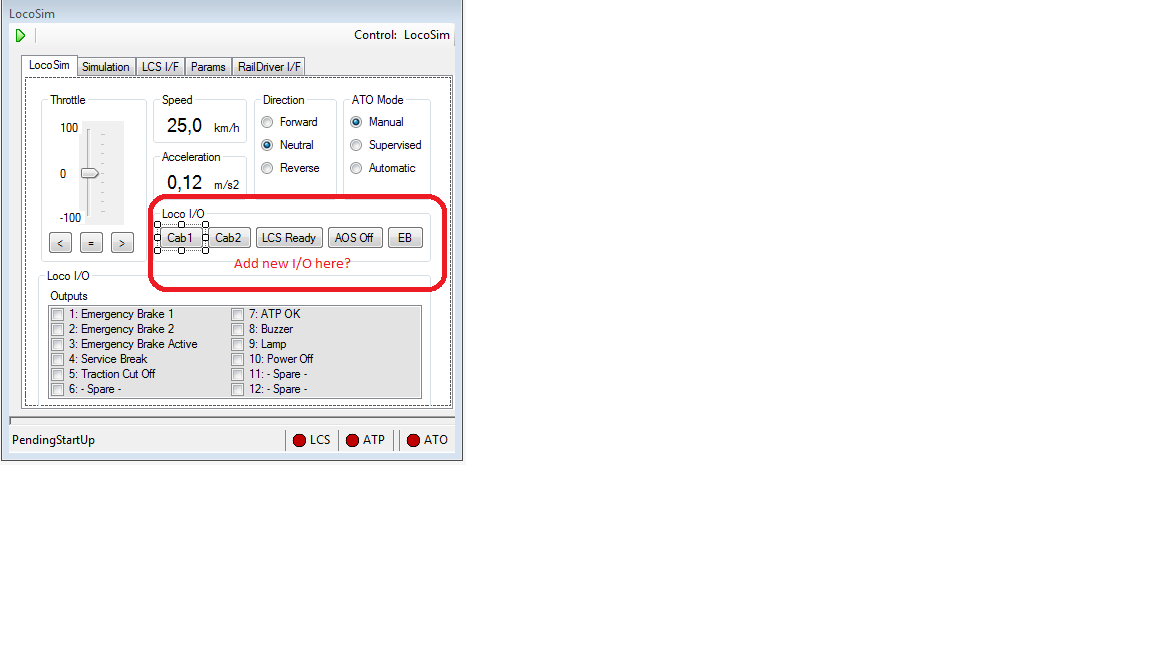 LocoSim
Control: LocoSim
LocoSim Simulation LCS I/F Params RailDriver I/F
Throttle Speed Direction ATO Mode
100 25,0 km/h Forward Manual
Neutral Supervised
Acceleration
0 0,12 m/s2 Reverse Automatic
-100 Loco I/O
< = > Cab1 Cab2 LCS Ready AOS Off EB
Add new I/O here?
Loco I/O
Outputs
1: Emergency Brake 1 7: ATP OK
2: Emergency Brake 2 8: Buzzer
3: Emergency Brake Active 9: Lamp
4: Service Break 10: Power Off
5: Traction Cut Off 11: - Spare -
6: - Spare - 12: - Spare -
PendingStartUp LCS ATP ATO